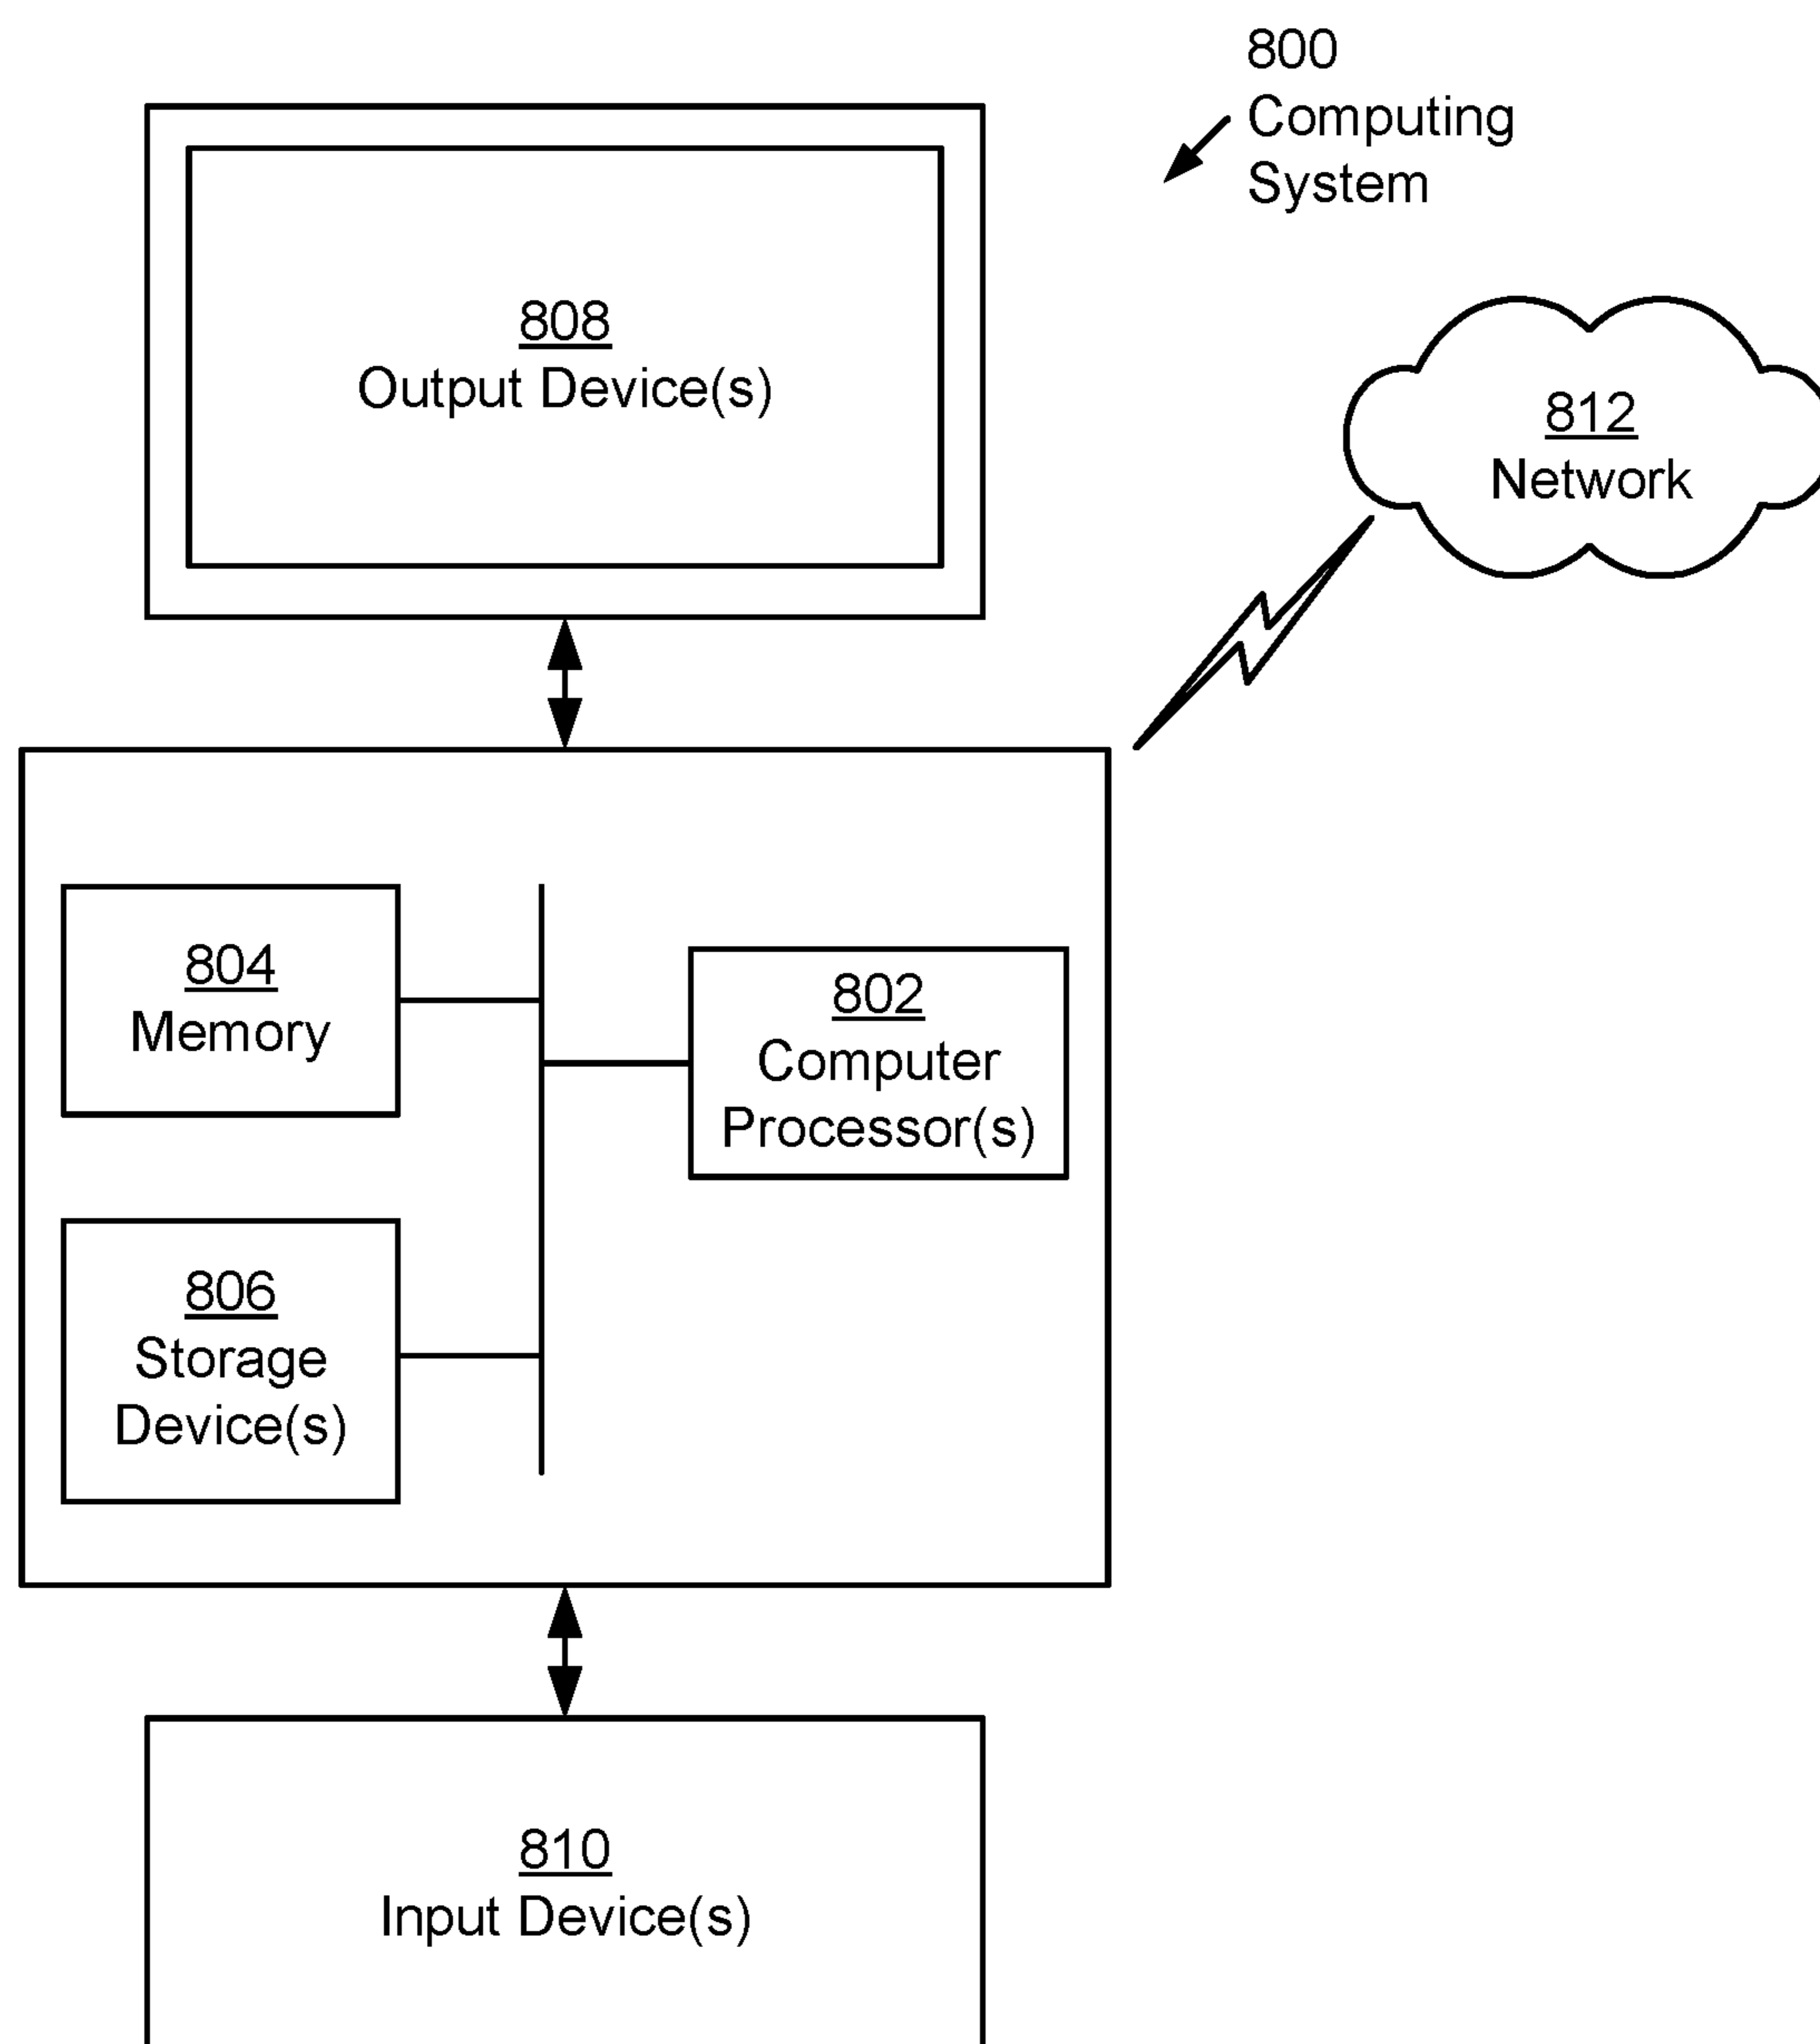 800
Computing
System
808
Output Device(s)
812
Network
804
Memory
802
Computer
Processor(s)
806
Storage
Device(s)
810
Input Device(s)